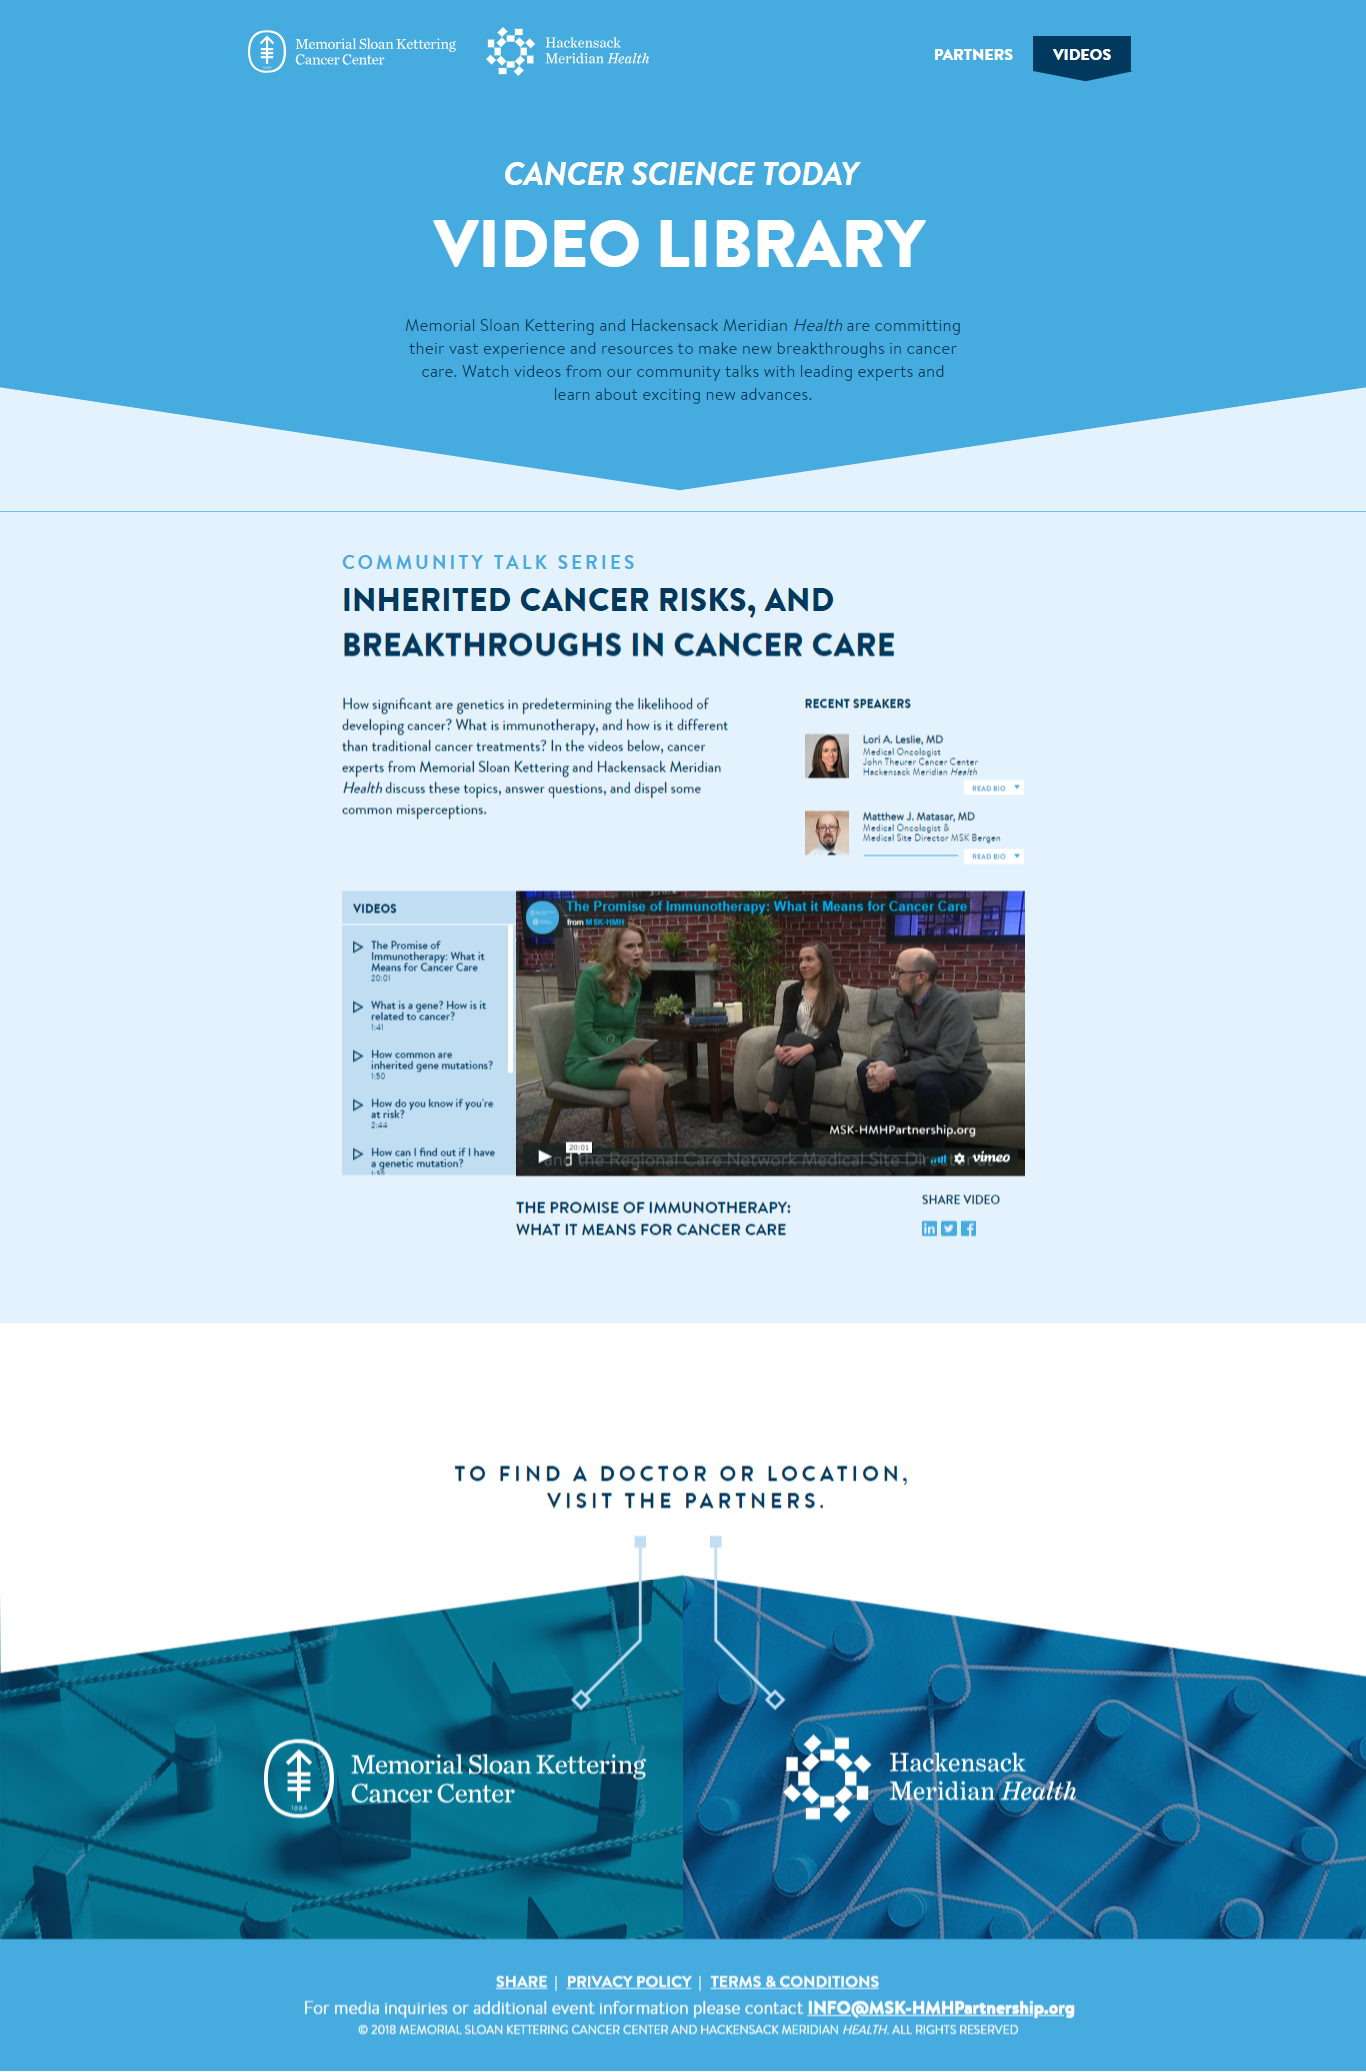 Memorial Sloan Kettering
Cancer Center
Hackensack
Meridian Health
PARTNERS
VIDEOS
CANCER SCIENCE TODAY
VIDEO LIBRARY
Memorial Sloan Kettering and Hackensack Meridian Health are committing
their vast experience and resources to make new breakthroughs in cancer
care. Watch videos from our community talks with leading experts and
learn about exciting new advances.
COMMUNITY TALK SERIES
INHERITED CANCER RISKS, AND
BREAKTHROUGHS IN CANCER CARE
How significant are genetics in predetermining the likelihood of
developing cancer? What is immunotherapy, and how is it different
than traditional cancer treatments? In the videos below, cancer
experts from Memorial Sloan Kettering and Hackensack Meridian
Health discuss these topics, answer questions, and dispel some
common misperceptions.
RECENT SPEAKERS
Lori A. Leslie, MD
Medical Oncologist
John Theurer Cancer Center
Hackensack Meridian Health
READ BIO
Matthew J. Matasar, MD
Medical Oncologist &
Medical Site Director MSK Bergen
READ BIO
VIDEOS
The Promise of
Immunotherapy: What it
Means for Cancer Care
20:01
What is a gene? How is it
related to cancer?
1:41
How common are
inherited gene mutations?
1:50
How do you know if you're
at risk?
2:44
How can I find out if I have
a genetic mutation?
The Promise of Immunotherapy: What it Means for Cancer Care
from MSK-HMH
MSK-HMHPartnership.org
20:01
and the Regional Care Network Medical Site Director at
vimeo
THE PROMISE OF IMMUNOTHERAPY:
WHAT IT MEANS FOR CANCER CARE
SHARE VIDEO
TO FIND A DOCTOR OR LOCATION,
VISIT THE PARTNERS.
1884
Memorial Sloan Kettering
Cancer Center
Hackensack
Meridian Health
SHARE | PRIVACY POLICY | TERMS & CONDITIONS
For media inquiries or additional event information please contact INFO@MSK-HMHPartnership.org
© 2018 MEMORIAL SLOAN KETTERING CANCER CENTER AND HACKENSACK MERIDIAN HEALTH. ALL RIGHTS RESERVED